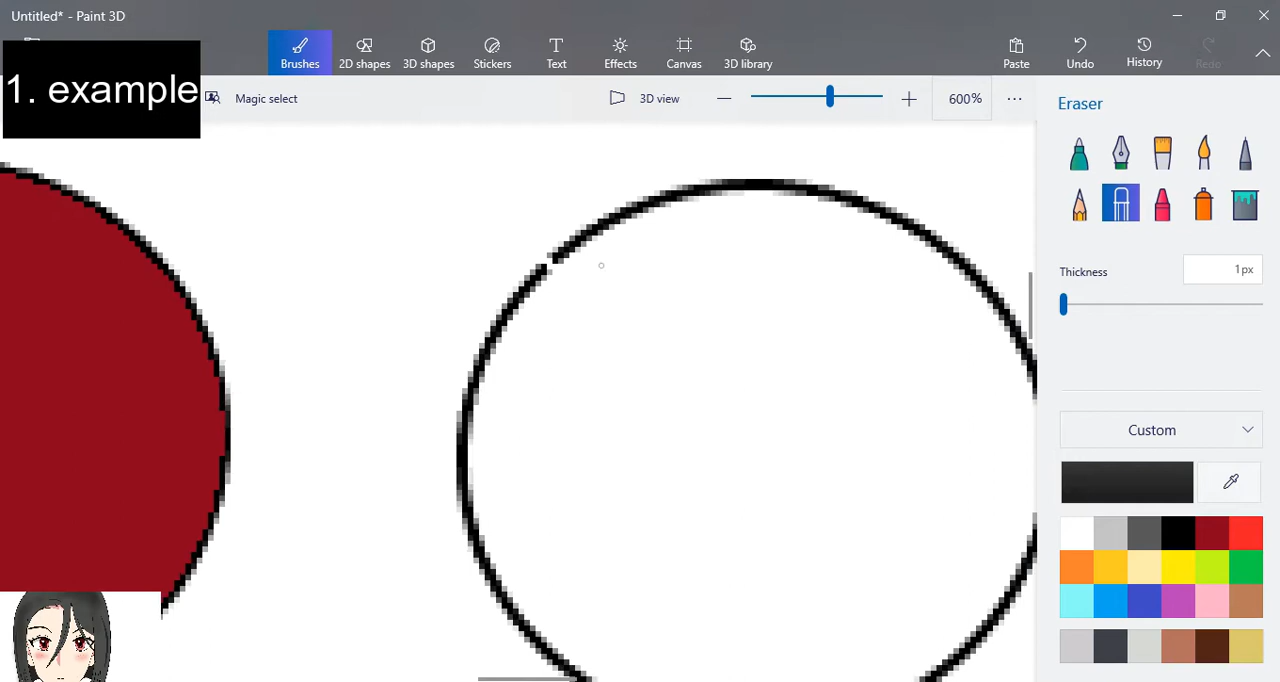 Untitled* - Paint 3D
Brushes
2D shapes
3D shapes
Stickers
Text
Effects
Canvas
3D library
Paste
Undo
History
Redo
1. example
Magic select
3D view
600%
Eraser
Thickness
1px
Custom